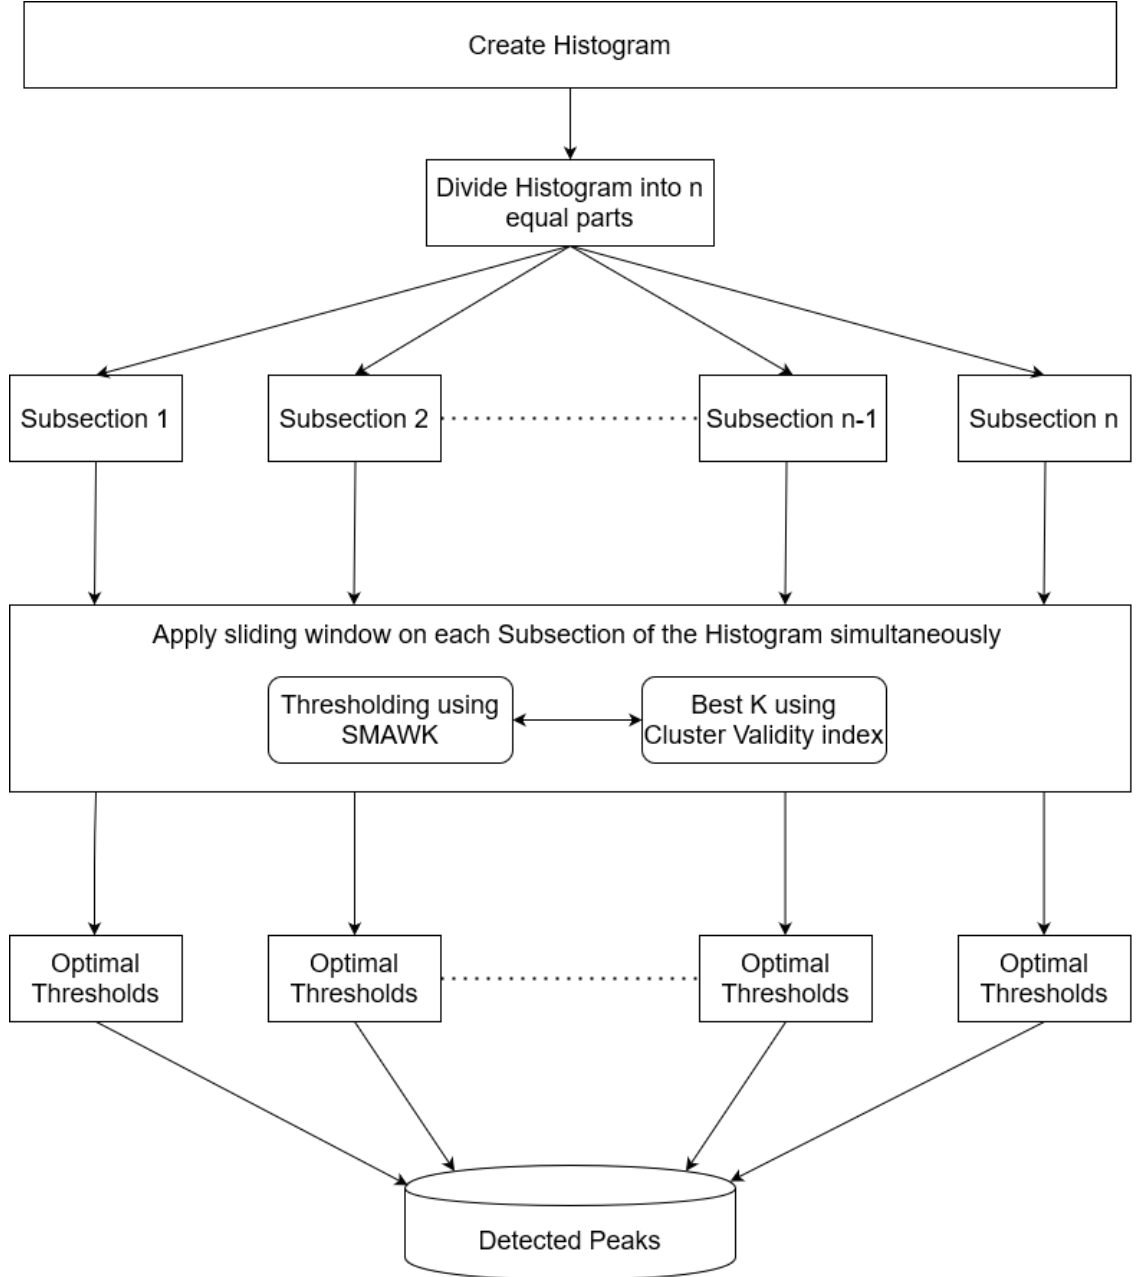 Create Histogram
Divide Histogram into n
equal parts
Subsection 1
Subsection 2
Subsection n-1
Subsection n
Apply sliding window on each Subsection of the Histogram simultaneously
Thresholding using
SMAWK
Best K using
Cluster Validity index
Optimal
Thresholds
Optimal
Thresholds
Optimal
Thresholds
Optimal
Thresholds
Detected Peaks